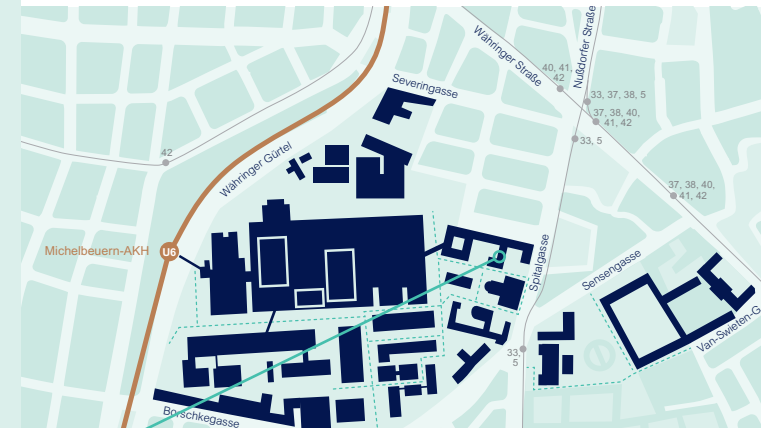 Währinger Straße
Nußdorfer Straße
40, 41,
42
Severingasse
33, 37, 38, 5
37, 38, 40,
41, 42
33, 5
42
Währinger Gürtel
37, 38, 40,
41, 42
Michelbeuern-AKH
U6
Spitalgasse
Sensengasse
Van-Swieten-G
33,
5
Borschkegasse